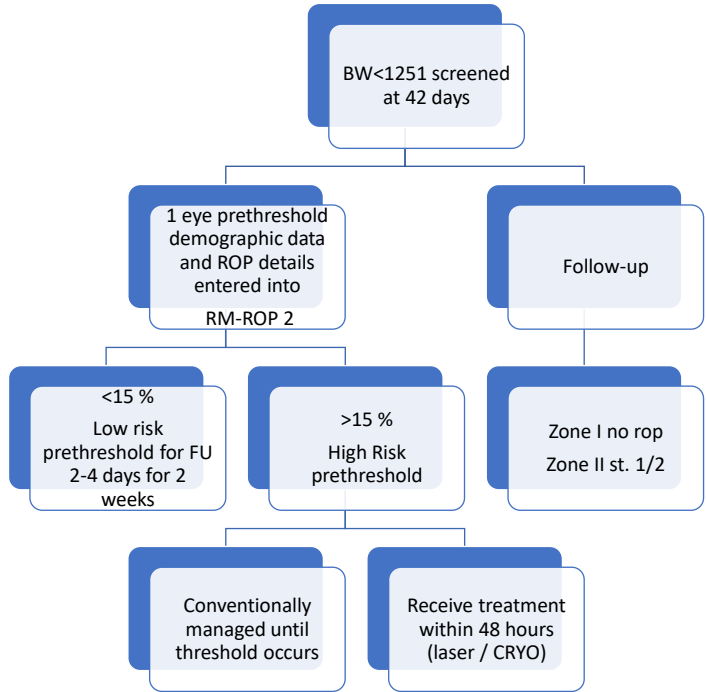 BW<1251 screened
at 42 days
1 eye prethreshold
demographic data
and ROP details
entered into
RM-ROP 2
Follow-up
<15 %
Low risk
prethreshold for FU
2-4 days for 2
weeks
>15 %
High Risk
prethreshold
Zone I no rop
Zone II st. 1/2
Conventionally
managed until
threshold occurs
Receive treatment
within 48 hours
(laser / CRYO)